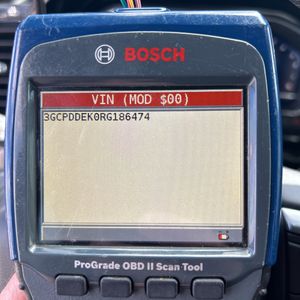 BOSCH
VIN (MOD $00)
3GCPDDEK0RG186474
ProGrade OBD II Scan Tool